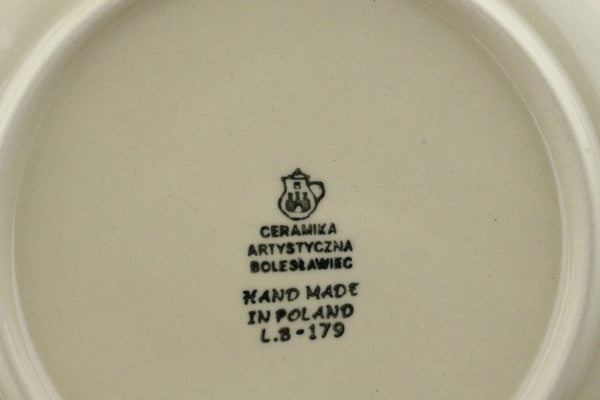 CERAMIKA
ARTYSTYCZNA
BOLESŁAWIEC
HAND MADE
IN POLAND
L.8-179